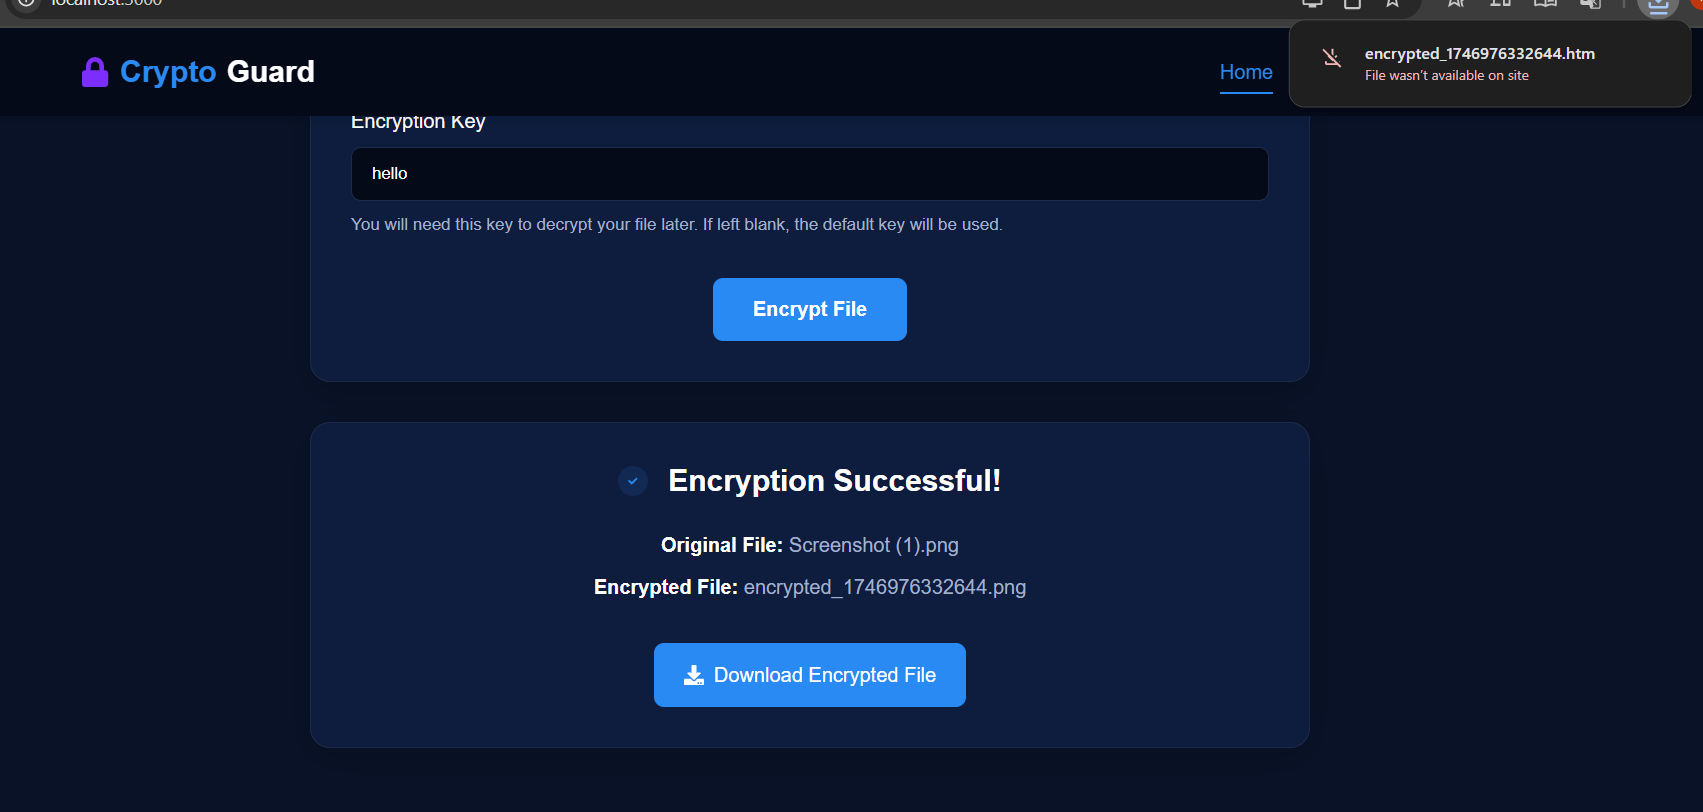 localhost:5000
Crypto Guard
Home
encrypted_1746976332644.htm
File wasn't available on site
Encryption Key
hello
You will need this key to decrypt your file later. If left blank, the default key will be used.
Encrypt File
Encryption Successful!
Original File: Screenshot (1).png
Encrypted File: encrypted_1746976332644.png
Download Encrypted File